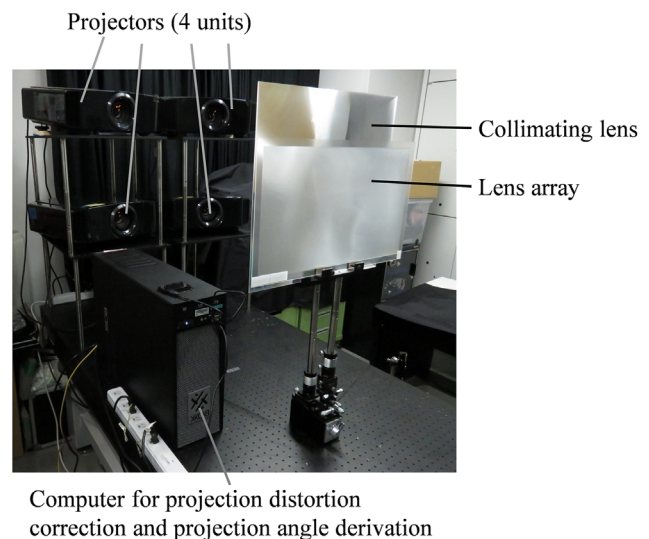 Projectors (4 units)
Collimating lens
Lens array
Computer for projection distortion
correction and projection angle derivation